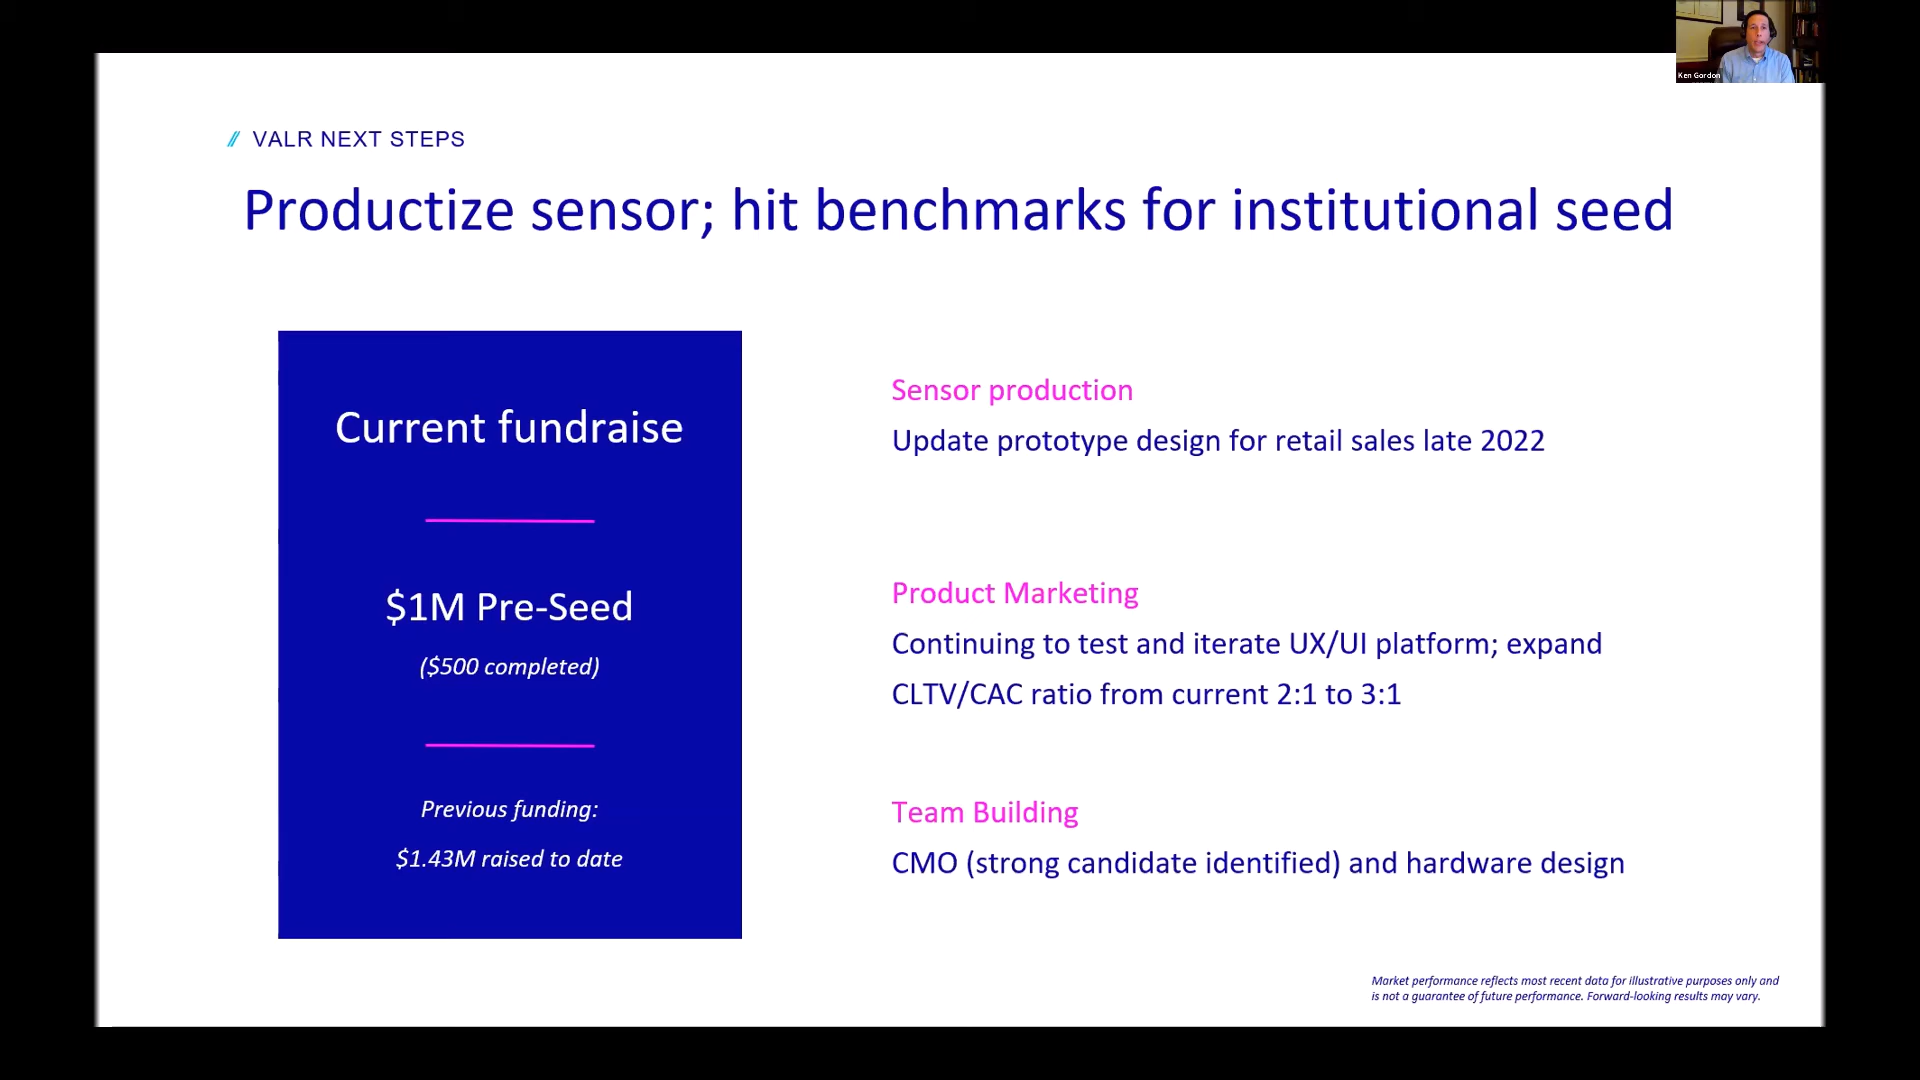 Ken Gordon
// VALR NEXT STEPS
Productize sensor; hit benchmarks for institutional seed
Current fundraise
$1M Pre-Seed
($500 completed)
Previous funding:
$1.43M raised to date
Sensor production
Update prototype design for retail sales late 2022
Product Marketing
Continuing to test and iterate UX/UI platform; expand
CLTV/CAC ratio from current 2:1 to 3:1
Team Building
CMO (strong candidate identified) and hardware design
Market performance reflects most recent data for illustrative purposes only and
is not a guarantee of future performance. Forward-looking results may vary.